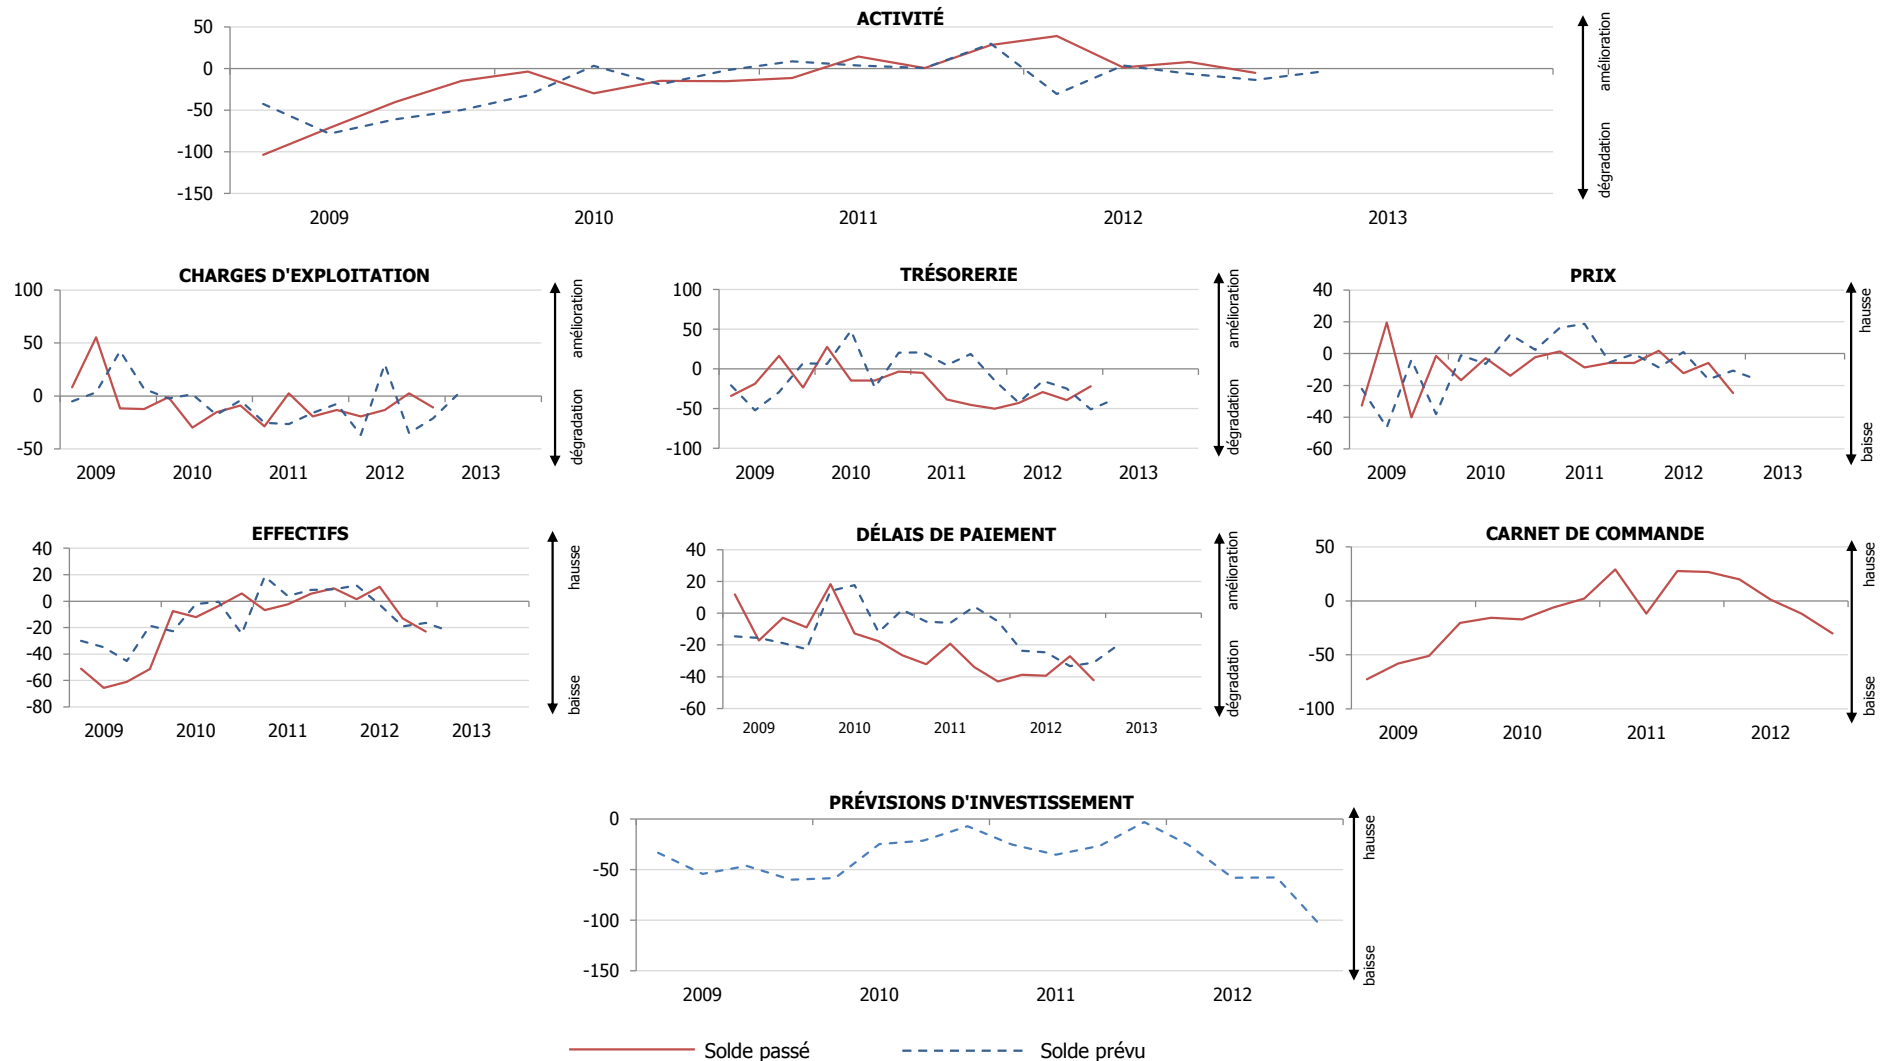 ACTIVITÉ
50
0
-50
-100
-150
2009 2010 2011 2012 2013
amélioration
dégradation
CHARGES D'EXPLOITATION
100
50
0
-50
2009 2010 2011 2012 2013
amélioration
dégradation
TRÉSORERIE
100
50
0
-50
-100
2009 2010 2011 2012 2013
amélioration
dégradation
PRIX
40
20
0
-20
-40
-60
2009 2010 2011 2012 2013
hausse
baisse
EFFECTIFS
40
20
0
-20
-40
-60
-80
2009 2010 2011 2012 2013
hausse
baisse
DÉLAIS DE PAIEMENT
40
20
0
-20
-40
-60
2009 2010 2011 2012 2013
amélioration
dégradation
CARNET DE COMMANDE
50
0
-50
-100
2009 2010 2011 2012
hausse
baisse
PRÉVISIONS D'INVESTISSEMENT
0
-50
-100
-150
2009 2010 2011 2012
hausse
baisse
Solde passé Solde prévu